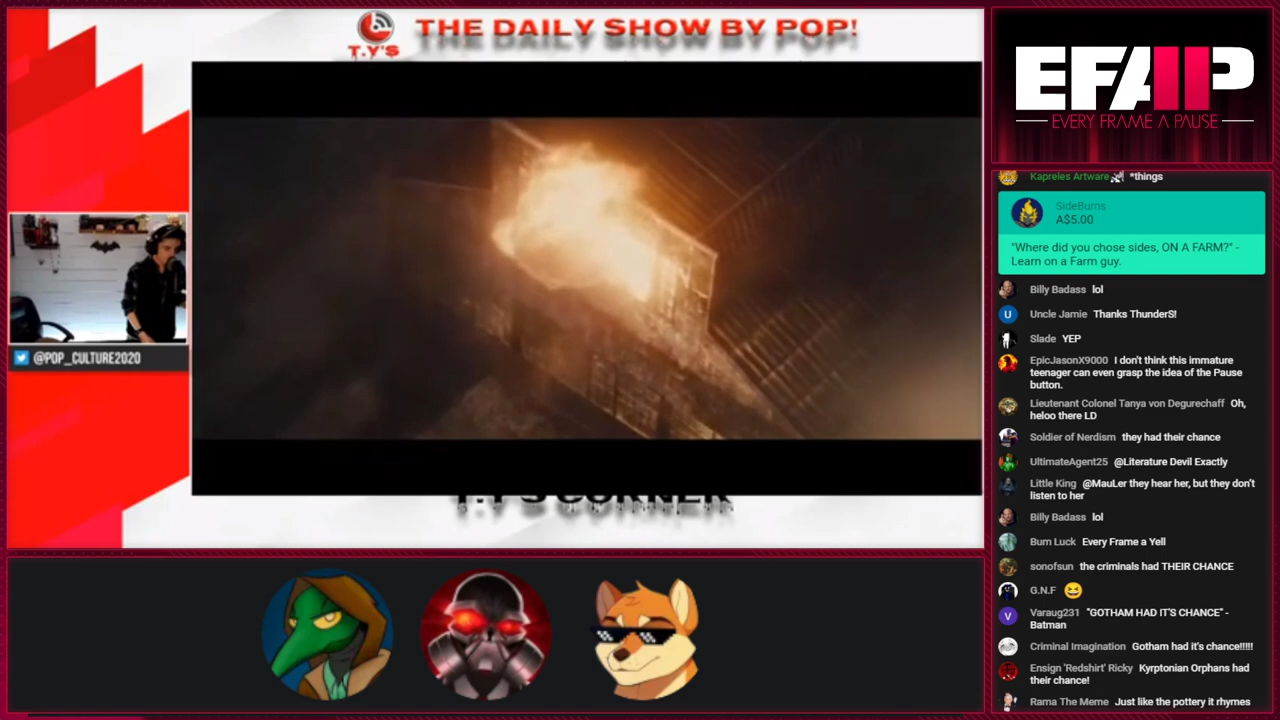 THE DAILY SHOW BY POP!
T.Y'S
@POP_CULTURE2020
T.Y'S CORNER
EFAP
EVERY FRAME A PAUSE
Kapreles Artware *things
SideBurns
A$5.00
"Where did you chose sides, ON A FARM?" -
Learn on a Farm guy.
Billy Badass lol
U Uncle Jamie Thanks ThunderS!
Slade YEP
EpicJasonX9000 I don't think this immature
teenager can even grasp the idea of the Pause
button.
Lieutenant Colonel Tanya von Degurechaff Oh,
heloo there LD
Soldier of Nerdism they had their chance
UltimateAgent25 @Literature Devil Exactly
Little King @MauLer they hear her, but they don't
listen to her
Billy Badass lol
Bum Luck Every Frame a Yell
sonofsun the criminals had THEIR CHANCE
G.N.F
V Varaug231 "GOTHAM HAD IT'S CHANCE" -
Batman
Criminal Imagination Gotham had it's chance!!!!!
Ensign 'Redshirt' Ricky Kyrptonian Orphans had
their chance!
Rama The Meme Just like the pottery it rhymes